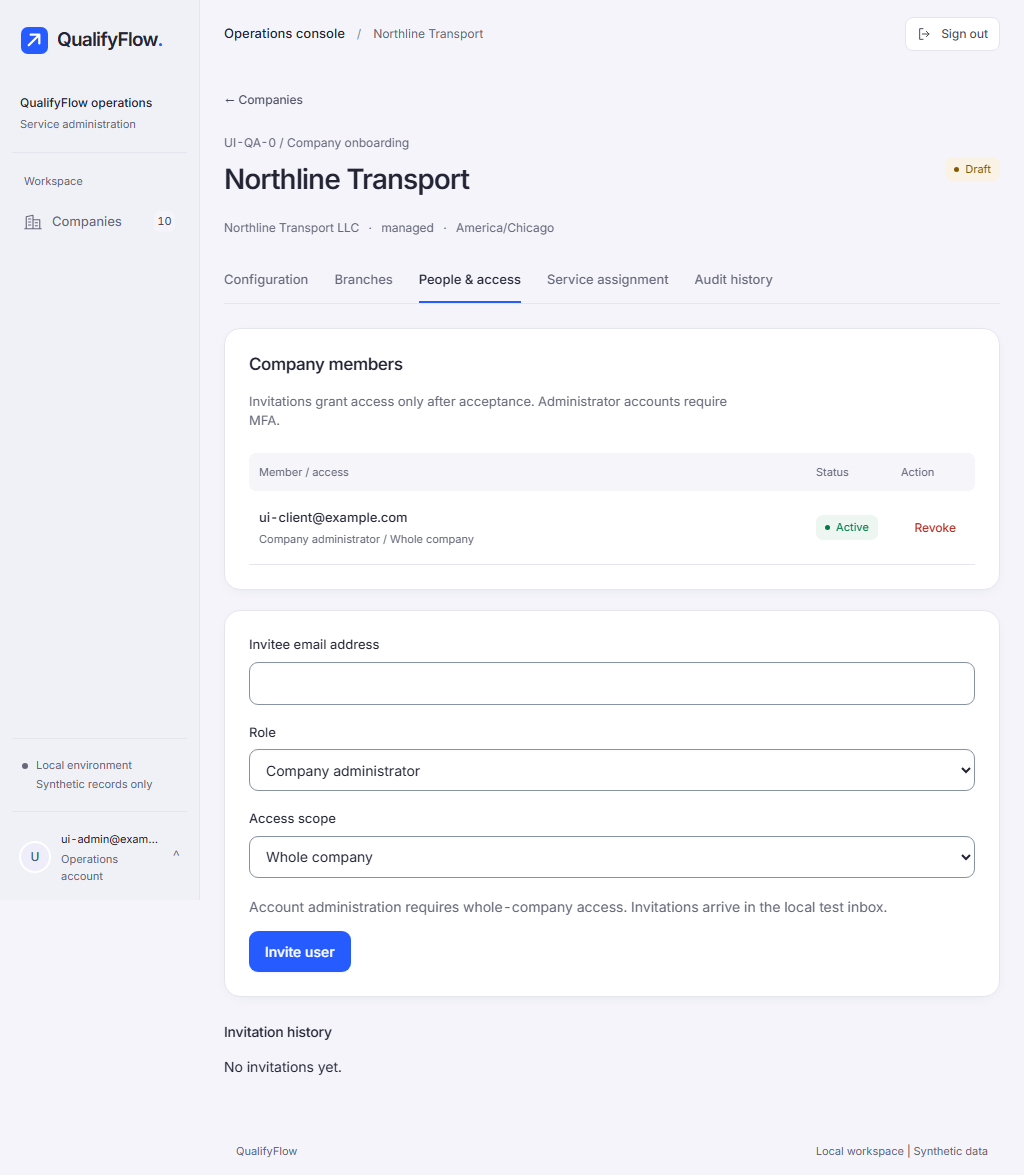 QualifyFlow.
QualifyFlow operations
Service administration
Workspace
Companies 10
Local environment
Synthetic records only
U
ui-admin@exam...
Operations
account
^
Operations console / Northline Transport
Sign out
← Companies
UI-QA-0 / Company onboarding
Northline Transport
Draft
Northline Transport LLC · managed · America/Chicago
Configuration Branches People & access Service assignment Audit history
Company members
Invitations grant access only after acceptance. Administrator accounts require
MFA.
Member / access Status Action
ui-client@example.com
Company administrator / Whole company
Active
Revoke
Invitee email address
Role
Company administrator
Access scope
Whole company
Account administration requires whole-company access. Invitations arrive in the local test inbox.
Invite user
Invitation history
No invitations yet.
QualifyFlow
Local workspace | Synthetic data